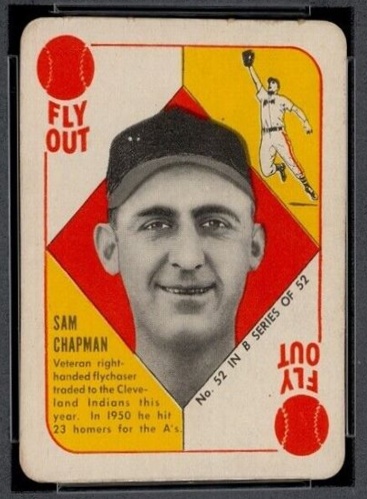 FLY
OUT
SAM
CHAPMAN
Veteran right-
handed flychaser
traded to the Cleve-
land Indians this
year. In 1950 he hit
23 homers for the A's.
No. 52 IN B SERIES OF 52
FLY
OUT